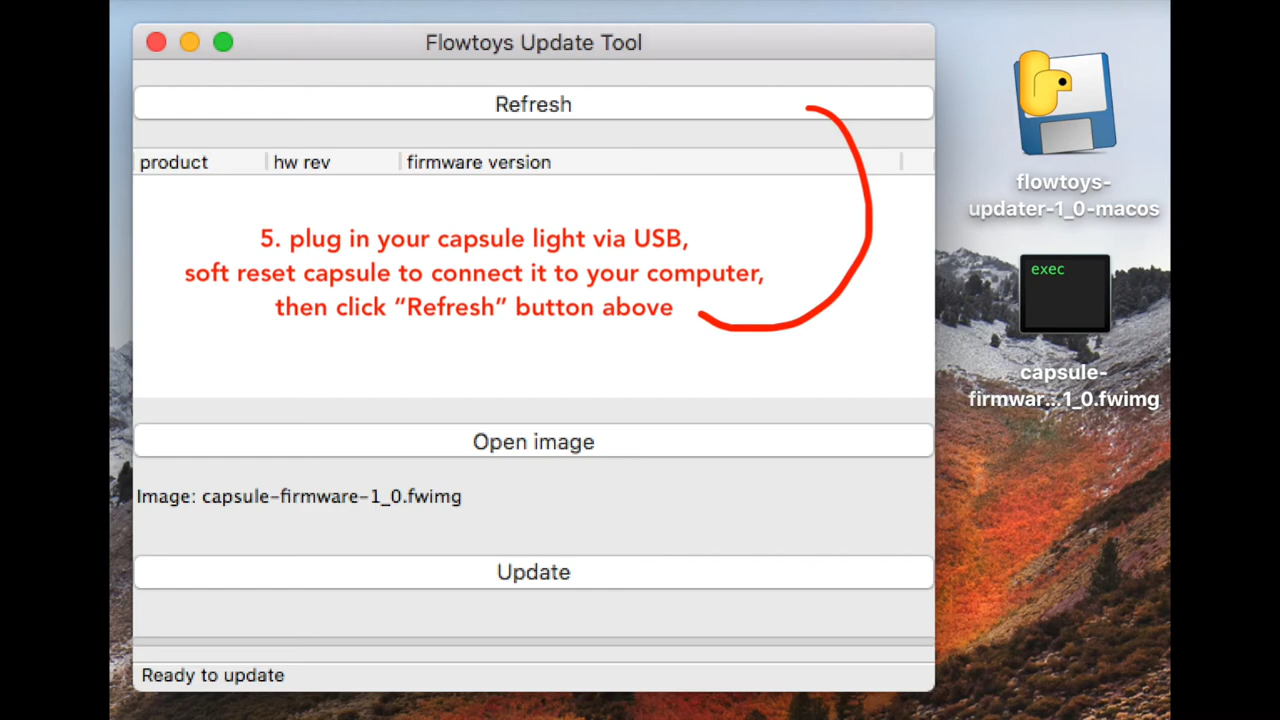 Flowtoys Update Tool
Refresh
product hw rev firmware version
5. plug in your capsule light via USB,
soft reset capsule to connect it to your computer,
then click “Refresh” button above
Open image
Image: capsule-firmware-1_0.fwimg
Update
Ready to update
flowtoys-
updater-1_0-macos
exec
capsule-
firmwar...1_0.fwimg